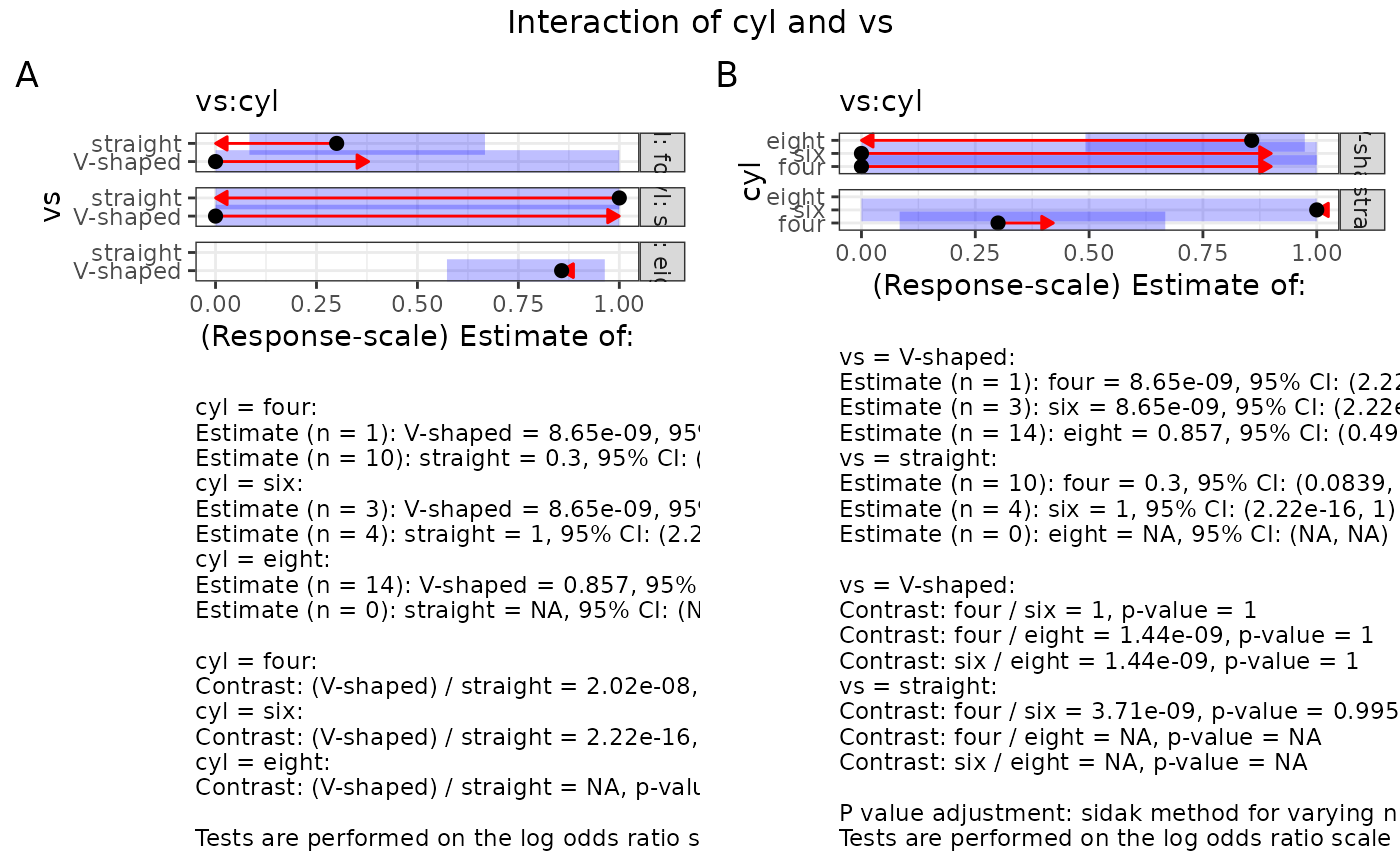 Interaction of cyl and vs
A
vs:cyl
vs
straight
V-shaped
straight
V-shaped
straight
V-shaped
l: fo
yl: s
: eig
0.00 0.25 0.50 0.75 1.00
(Response-scale) Estimate of:
cyl = four:
Estimate (n = 1): V-shaped = 8.65e-09, 95%
Estimate (n = 10): straight = 0.3, 95% CI: (
cyl = six:
Estimate (n = 3): V-shaped = 8.65e-09, 95%
Estimate (n = 4): straight = 1, 95% CI: (2.2
cyl = eight:
Estimate (n = 14): V-shaped = 0.857, 95%
Estimate (n = 0): straight = NA, 95% CI: (N
cyl = four:
Contrast: (V-shaped) / straight = 2.02e-08,
cyl = six:
Contrast: (V-shaped) / straight = 2.22e-16,
cyl = eight:
Contrast: (V-shaped) / straight = NA, p-valu
Tests are performed on the log odds ratio s
B
vs:cyl
cyl
eight
six
four
eight
six
four
-sha
stra
0.00 0.25 0.50 0.75 1.00
(Response-scale) Estimate of:
vs = V-shaped:
Estimate (n = 1): four = 8.65e-09, 95% CI: (2.22
Estimate (n = 3): six = 8.65e-09, 95% CI: (2.22e
Estimate (n = 14): eight = 0.857, 95% CI: (0.49
vs = straight:
Estimate (n = 10): four = 0.3, 95% CI: (0.0839,
Estimate (n = 4): six = 1, 95% CI: (2.22e-16, 1)
Estimate (n = 0): eight = NA, 95% CI: (NA, NA)
vs = V-shaped:
Contrast: four / six = 1, p-value = 1
Contrast: four / eight = 1.44e-09, p-value = 1
Contrast: six / eight = 1.44e-09, p-value = 1
vs = straight:
Contrast: four / six = 3.71e-09, p-value = 0.995
Contrast: four / eight = NA, p-value = NA
Contrast: six / eight = NA, p-value = NA
P value adjustment: sidak method for varying n
Tests are performed on the log odds ratio scale